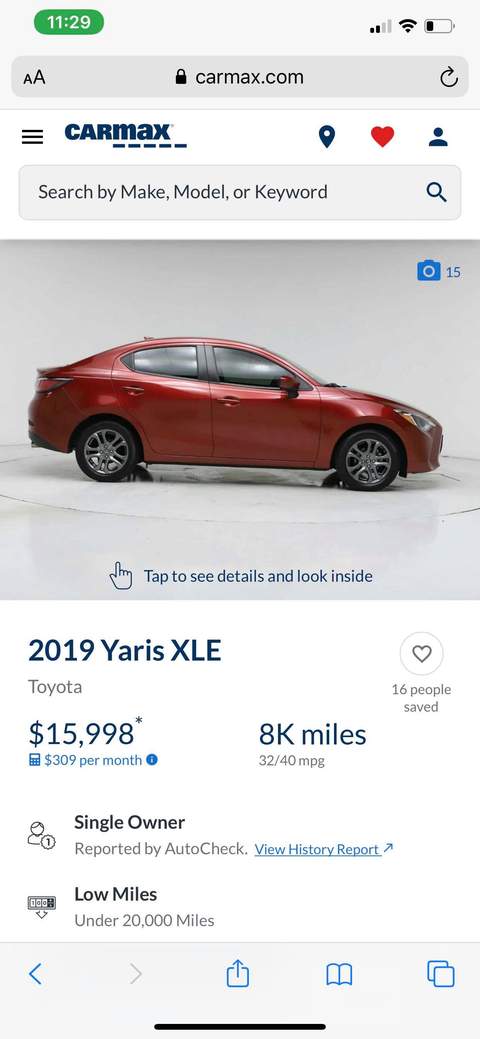 11:29
AA carmax.com
CARMAX
Search by Make, Model, or Keyword
15
Tap to see details and look inside
2019 Yaris XLE
Toyota
16 people
saved
$15,998*
8K miles
$309 per month
32/40 mpg
Single Owner
Reported by AutoCheck. View History Report
1
Low Miles
Under 20,000 Miles